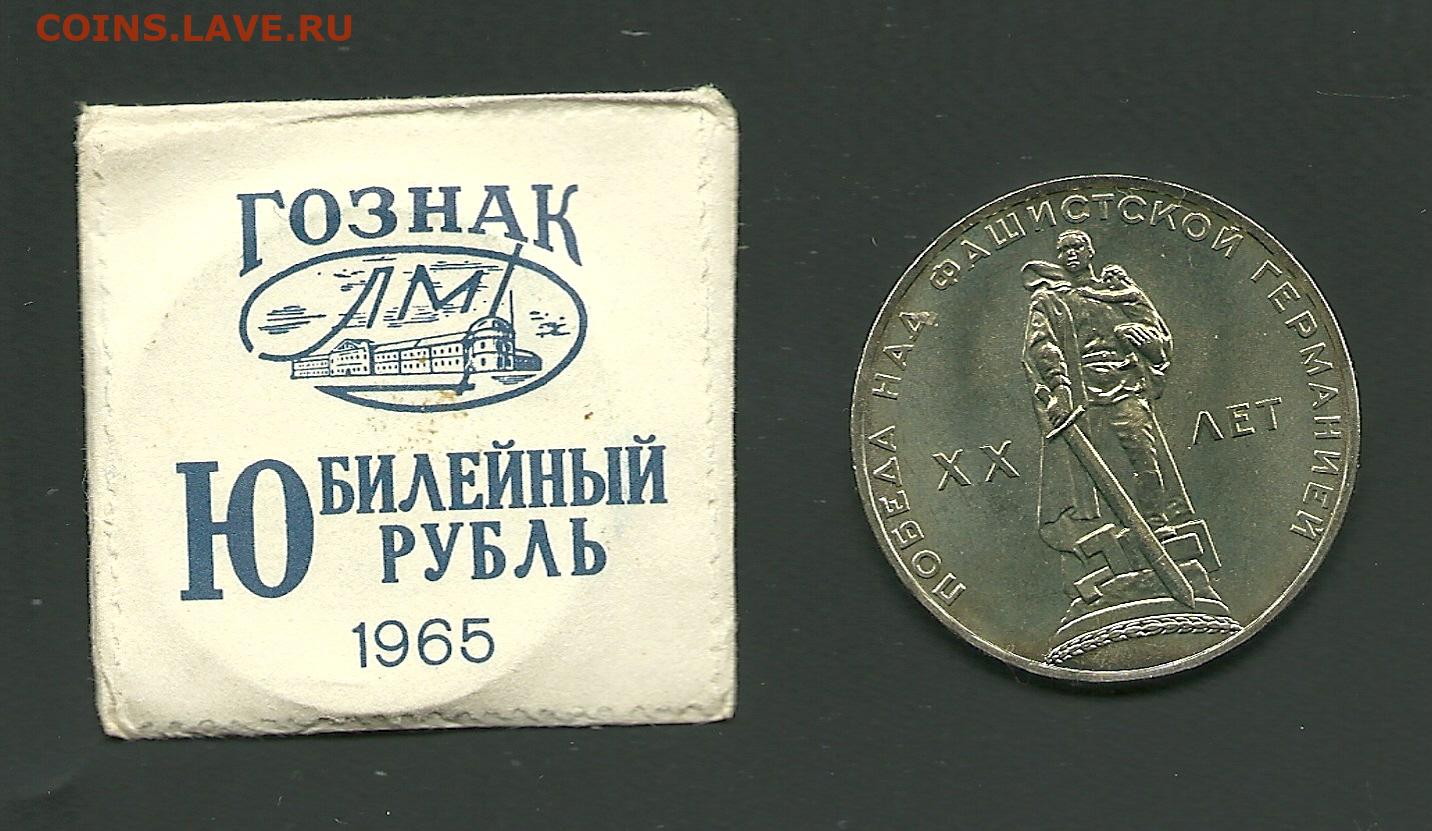 COINS.LAVE.RU
ГОЗНАК
ЛМ
ЮБИЛЕЙНЫЙ
РУБЛЬ
1965
ПОБЕДА НАД ФАШИСТСКОЙ ГЕРМАНИЕЙ
XX ЛЕТ